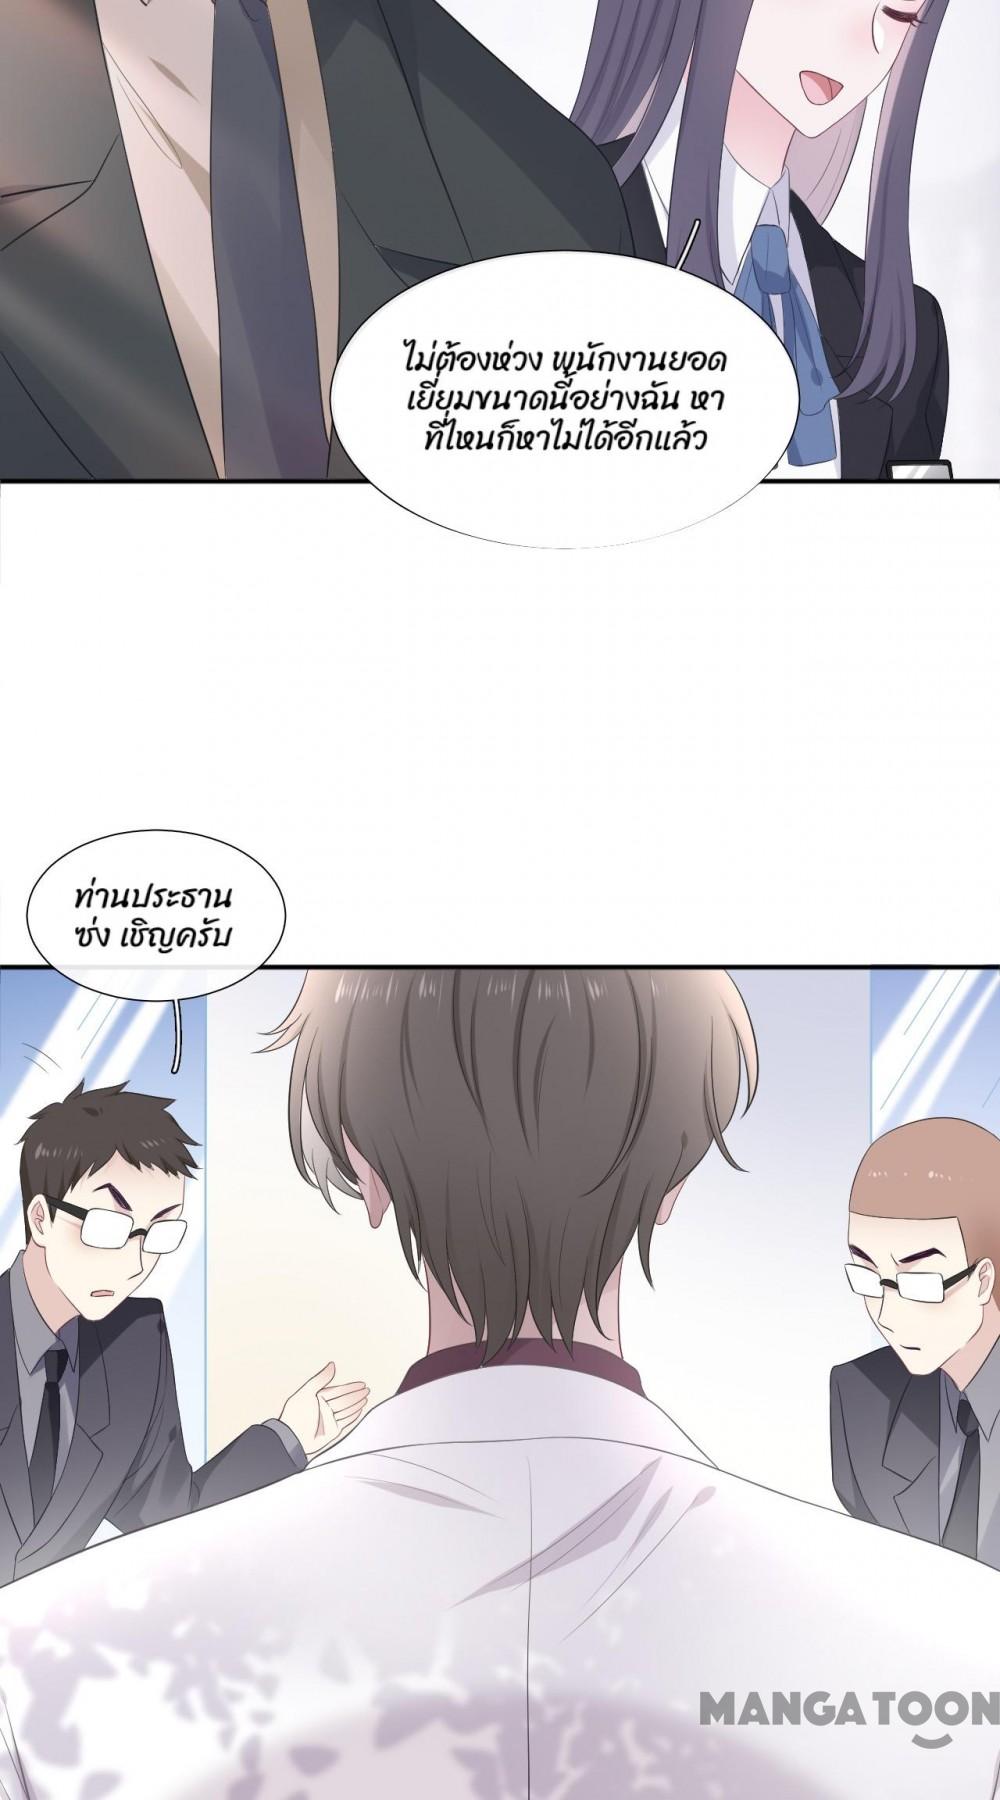 ไม่ต้องห่วง พนักงานยอด
เยี่ยมขนาดนี้อย่างฉัน หา
ที่ไหนก็หาไม่ได้อีกแล้ว
ท่านประธาน
ซ่ง เชิญครับ
MANGATOON